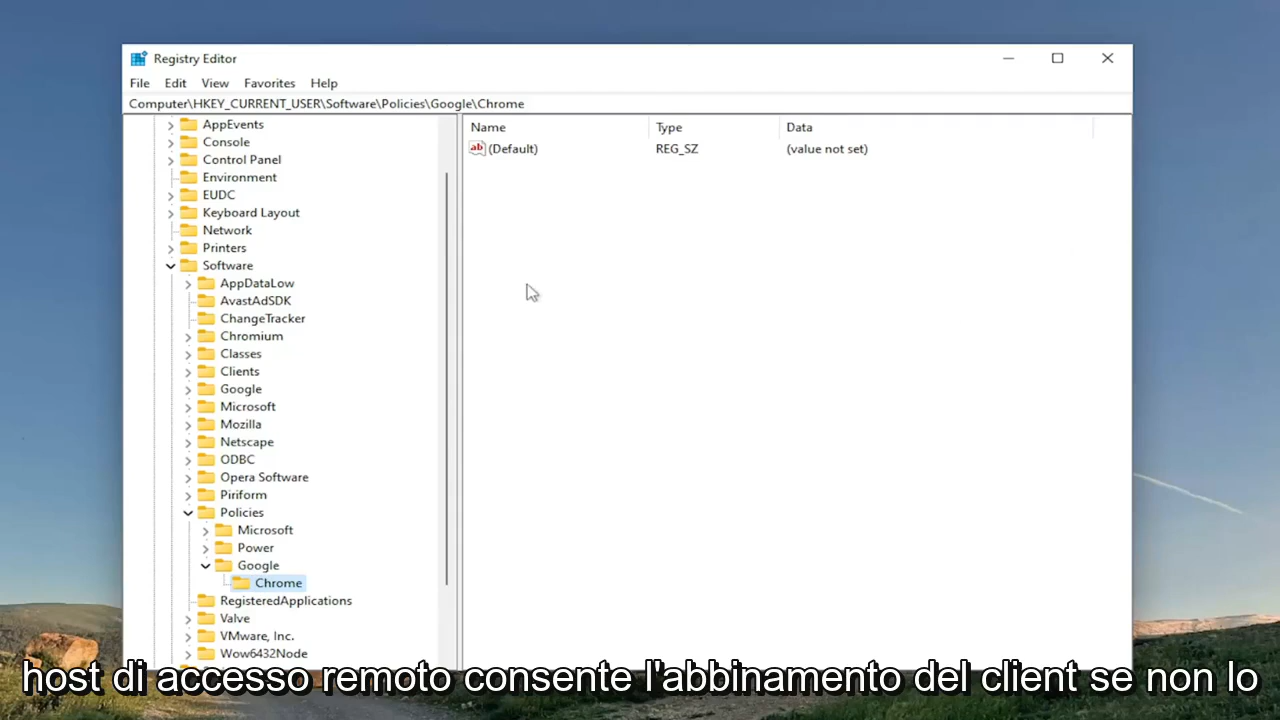 Registry Editor
File Edit View Favorites Help
Computer\HKEY_CURRENT_USER\Software\Policies\Google\Chrome
Name Type Data
(Default) REG_SZ (value not set)
AppEvents
Console
Control Panel
Environment
EUDC
Keyboard Layout
Network
Printers
Software
AppDataLow
AvastAdSDK
ChangeTracker
Chromium
Classes
Clients
Google
Microsoft
Mozilla
Netscape
ODBC
Opera Software
Piriform
Policies
Microsoft
Power
Google
Chrome
RegisteredApplications
Valve
VMware, Inc.
Wow6432Node
host di accesso remoto consente l'abbinamento del client se non lo